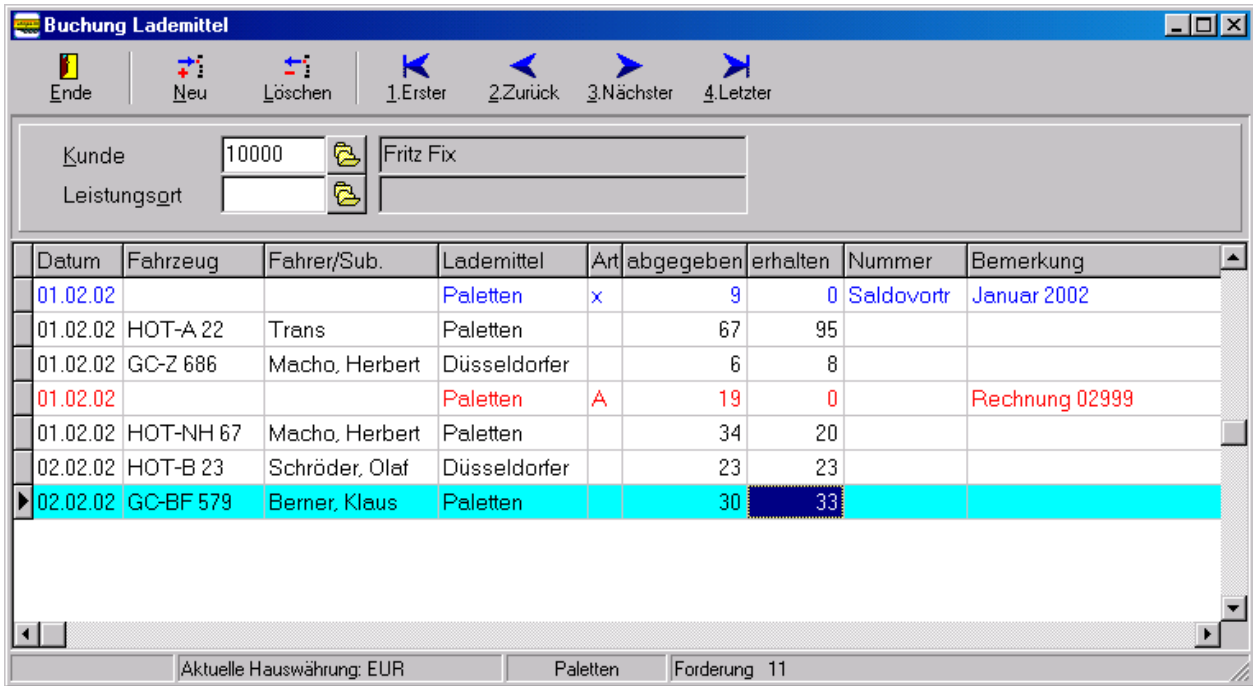 Buchung Lademittel
Ende Neu Löschen 1.Erster 2.Zurück 3.Nächster 4.Letzter
Kunde 10000 Fritz Fix
Leistungsort
Datum Fahrzeug Fahrer/Sub. Lademittel Art abgegeben erhalten Nummer Bemerkung
01.02.02 Paletten x 9 0 Saldovortr Januar 2002
01.02.02 HOT-A 22 Trans Paletten 67 95
01.02.02 GC-Z 686 Macho, Herbert Düsseldorfer 6 8
01.02.02 Paletten A 19 0 Rechnung 02999
01.02.02 HOT-NH 67 Macho, Herbert Paletten 34 20
02.02.02 HOT-B 23 Schröder, Olaf Düsseldorfer 23 23
02.02.02 GC-BF 579 Berner, Klaus Paletten 30 33
Aktuelle Hauswährung: EUR Paletten Forderung 11